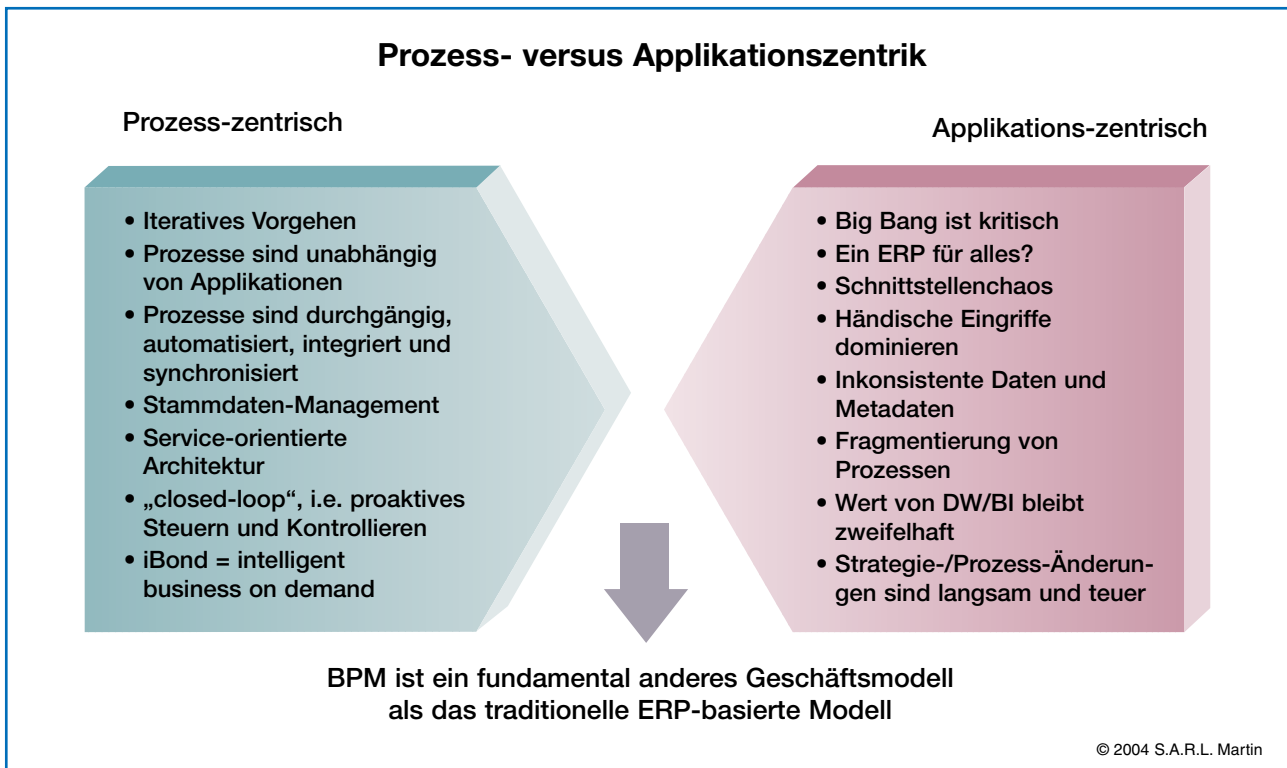 Prozess- versus Applikationszentrik
Prozess-zentrisch
• Iteratives Vorgehen
• Prozesse sind unabhängig
von Applikationen
• Prozesse sind durchgängig,
automatisiert, integriert und
synchronisiert
• Stammdaten-Management
• Service-orientierte
Architektur
• „closed-loop“, i.e. proaktives
Steuern und Kontrollieren
• iBond = intelligent
business on demand
Applikations-zentrisch
• Big Bang ist kritisch
• Ein ERP für alles?
• Schnittstellenchaos
• Händische Eingriffe
dominieren
• Inkonsistente Daten und
Metadaten
• Fragmentierung von
Prozessen
• Wert von DW/BI bleibt
zweifelhaft
• Strategie-/Prozess-Änderun-
gen sind langsam und teuer
BPM ist ein fundamental anderes Geschäftsmodell
als das traditionelle ERP-basierte Modell
© 2004 S.A.R.L. Martin